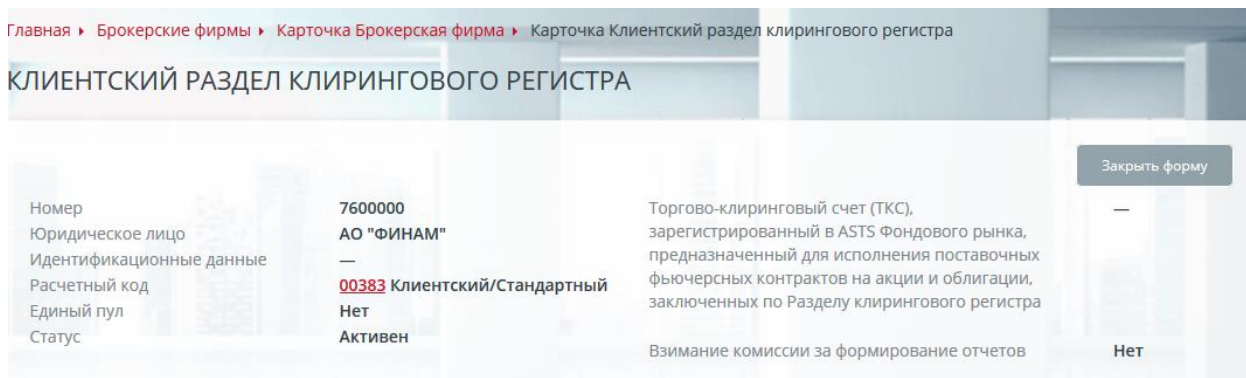 Главная ▸ Брокерские фирмы ▸ Карточка Брокерская фирма ▸ Карточка Клиентский раздел клирингового регистра
КЛИЕНТСКИЙ РАЗДЕЛ КЛИРИНГОВОГО РЕГИСТРА
Закрыть форму
Номер 7600000
Юридическое лицо АО "ФИНАМ"
Идентификационные данные —
Расчетный код 00383 Клиентский/Стандартный
Единый пул Нет
Статус Активен
Торгово-клиринговый счет (ТКС), —
зарегистрированный в ASTS Фондового рынка,
предназначенный для исполнения поставочных
фьючерсных контрактов на акции и облигации,
заключенных по Разделу клирингового регистра
Взимание комиссии за формирование отчетов Нет